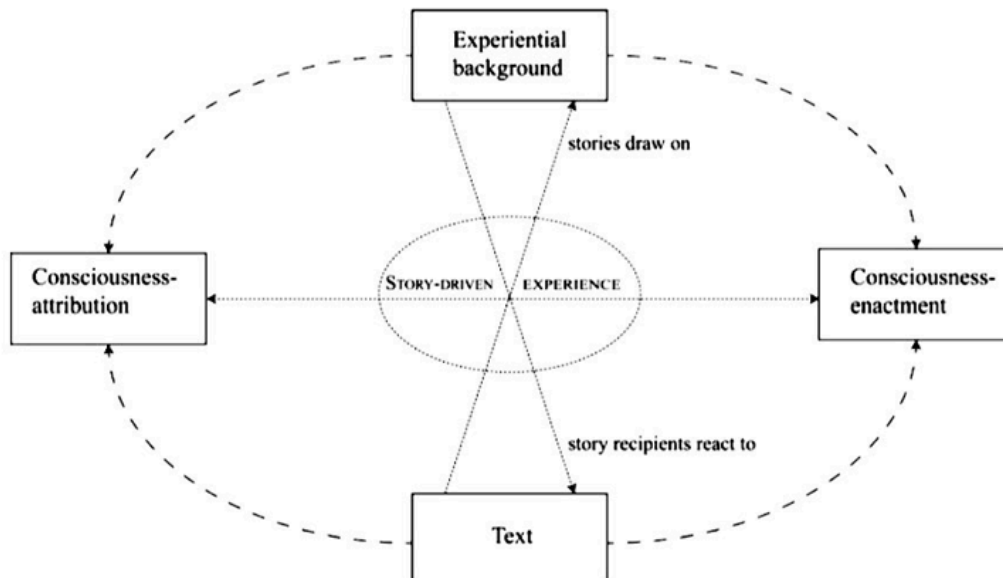 Experiential
background
stories draw on
Consciousness-
attribution
STORY-DRIVEN EXPERIENCE
Consciousness-
enactment
story recipients react to
Text